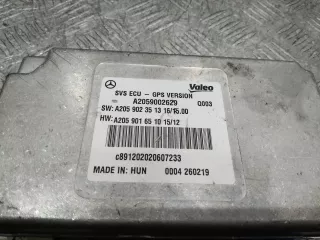 Valeo
SVS ECU - GPS VERSION
A2059002629 Q003
SW: A205 902 35 13 16/15.00
HW: A205 901 65 10 15/12
c891202020607233
MADE IN: HUN 0004 260219